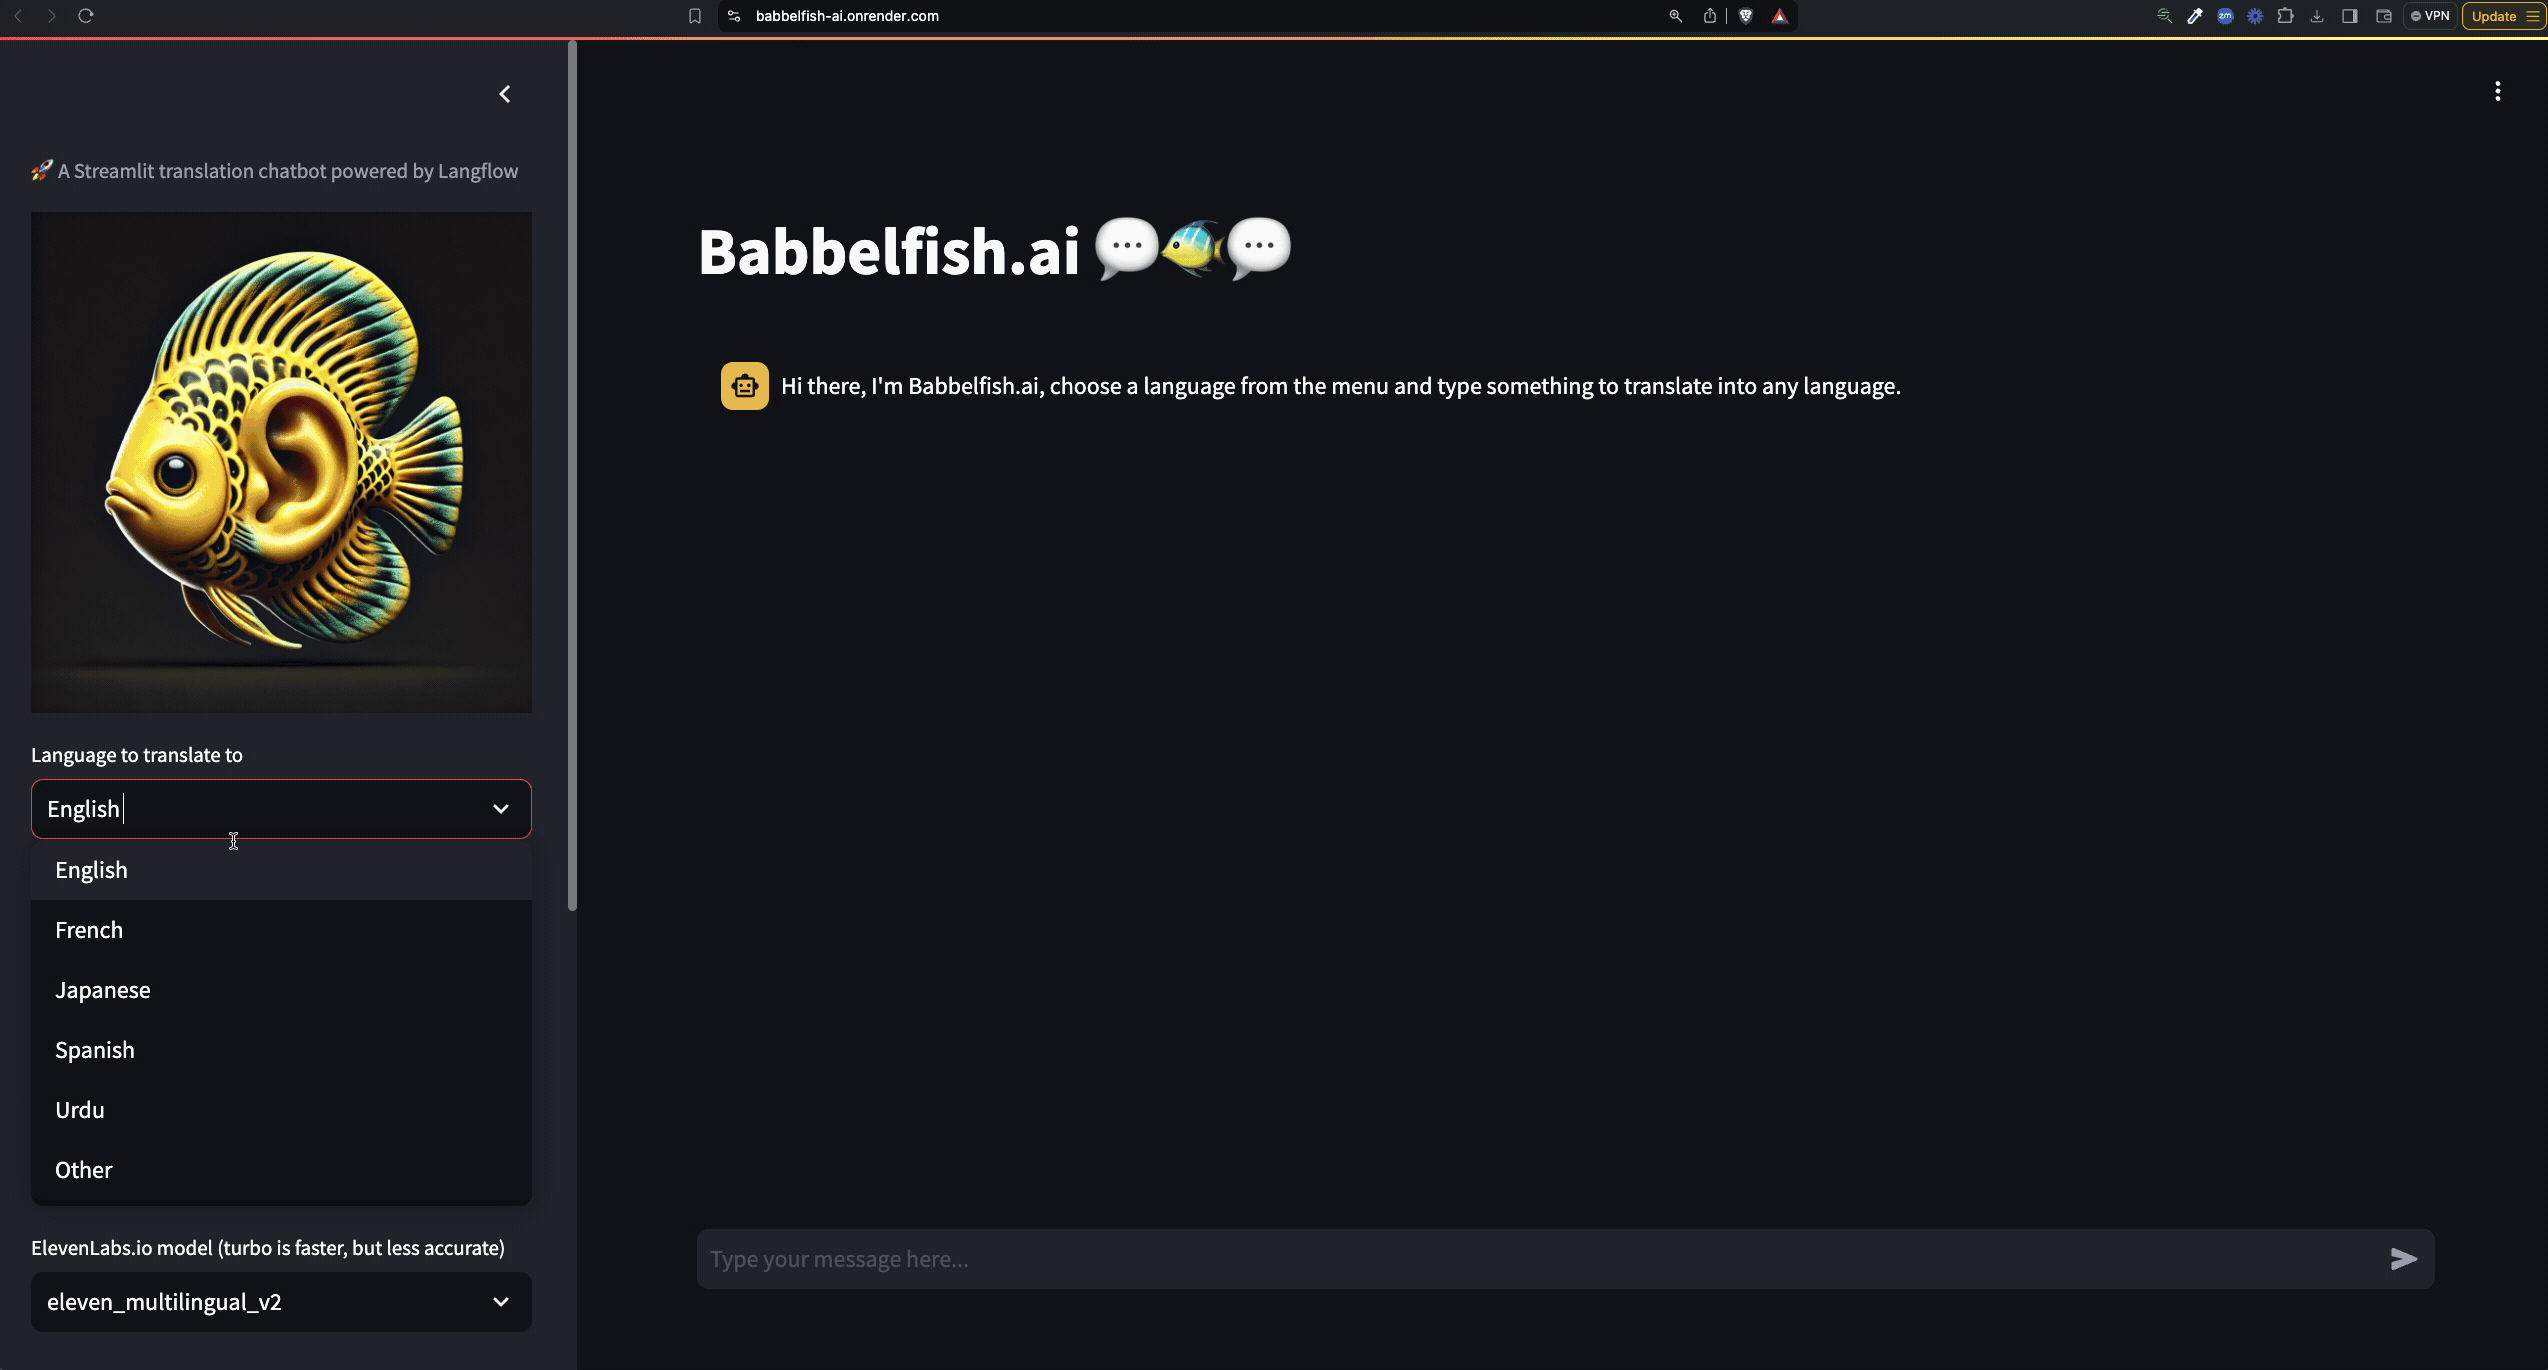 babbelfish-ai.onrender.com
zm
VPN
Update
🚀 A Streamlit translation chatbot powered by Langflow
Language to translate to
English
English
French
Japanese
Spanish
Urdu
Other
ElevenLabs.io model (turbo is faster, but less accurate)
eleven_multilingual_v2
Babbelfish.ai 💬🐠💬
Hi there, I'm Babbelfish.ai, choose a language from the menu and type something to translate into any language.
Type your message here...